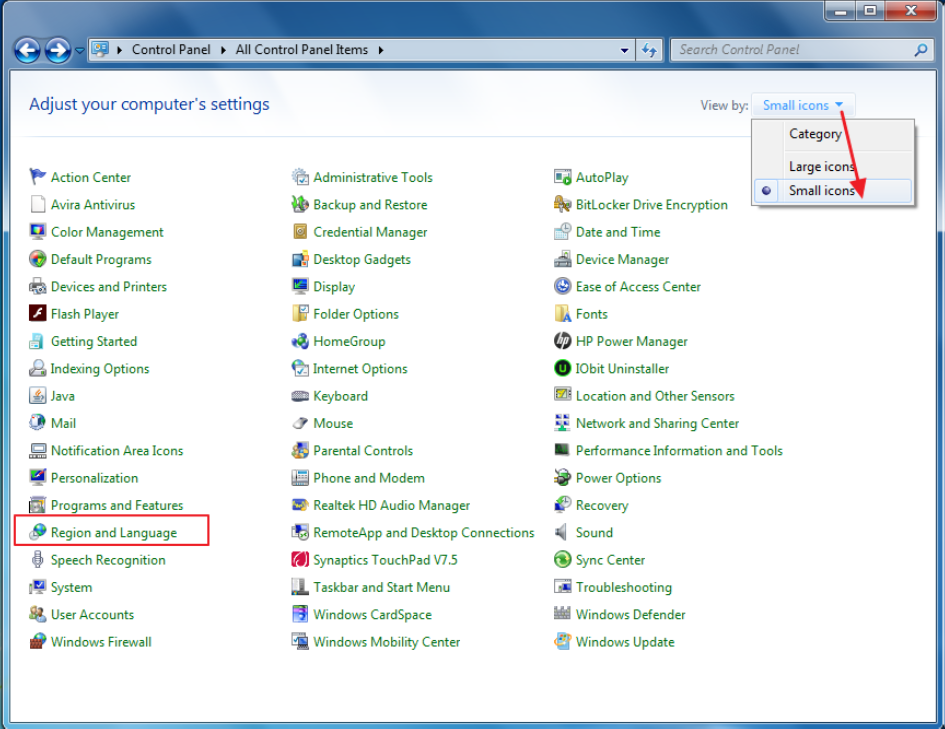 Control Panel All Control Panel Items
Search Control Panel
Adjust your computer's settings
View by: Small icons
Category
Large icons
Small icons
Action Center Administrative Tools AutoPlay
Avira Antivirus Backup and Restore BitLocker Drive Encryption
Color Management Credential Manager Date and Time
Default Programs Desktop Gadgets Device Manager
Devices and Printers Display Ease of Access Center
Flash Player Folder Options Fonts
Getting Started HomeGroup HP Power Manager
Indexing Options Internet Options IObit Uninstaller
Java Keyboard Location and Other Sensors
Mail Mouse Network and Sharing Center
Notification Area Icons Parental Controls Performance Information and Tools
Personalization Phone and Modem Power Options
Programs and Features Realtek HD Audio Manager Recovery
Region and Language RemoteApp and Desktop Connections Sound
Speech Recognition Synaptics TouchPad V7.5 Sync Center
System Taskbar and Start Menu Troubleshooting
User Accounts Windows CardSpace Windows Defender
Windows Firewall Windows Mobility Center Windows Update